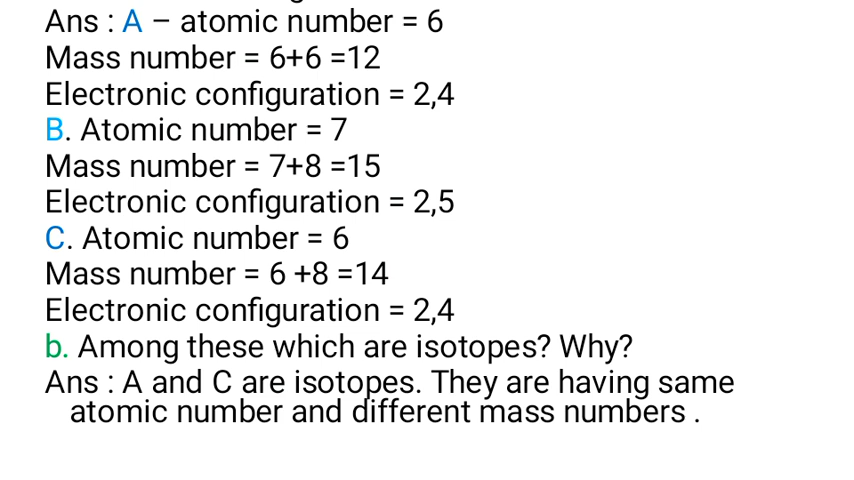 Ans : A – atomic number = 6
Mass number = 6+6 =12
Electronic configuration = 2,4
B. Atomic number = 7
Mass number = 7+8 =15
Electronic configuration = 2,5
C. Atomic number = 6
Mass number = 6 +8 =14
Electronic configuration = 2,4
b. Among these which are isotopes? Why?
Ans : A and C are isotopes. They are having same
atomic number and different mass numbers .